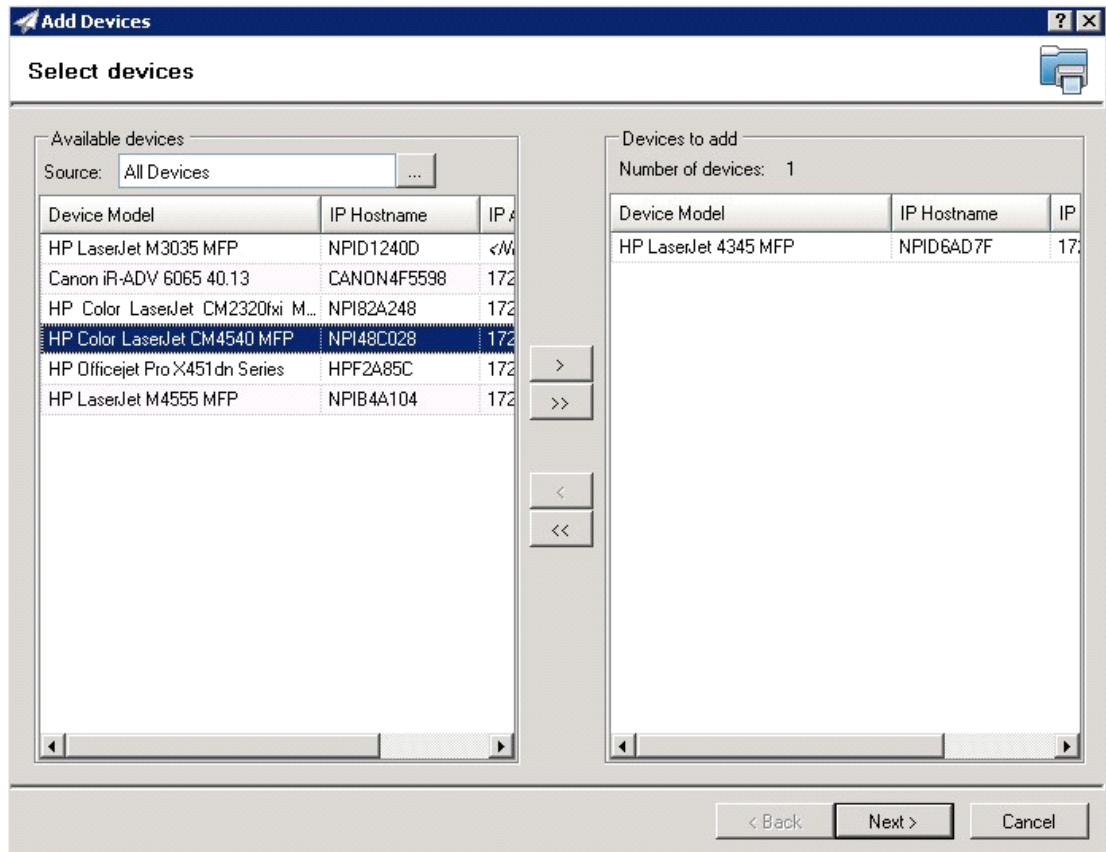 Add Devices
Select devices
Available devices
Source: All Devices ...
Device Model IP Hostname IP
HP LaserJet M3035 MFP NPID1240D
Canon iR-ADV 6065 40.13 CANON4F5598 172
HP Color LaserJet CM2320fxi M... NPI82A248 172
HP Color LaserJet CM4540 MFP NPI48C028 172
HP Officejet Pro X451dn Series HPF2A85C 172
HP LaserJet M4555 MFP NPIB4A104 172
>
>>
<
<<
Devices to add
Number of devices: 1
Device Model IP Hostname IP
HP LaserJet 4345 MFP NPID6AD7F 17
< Back Next > Cancel